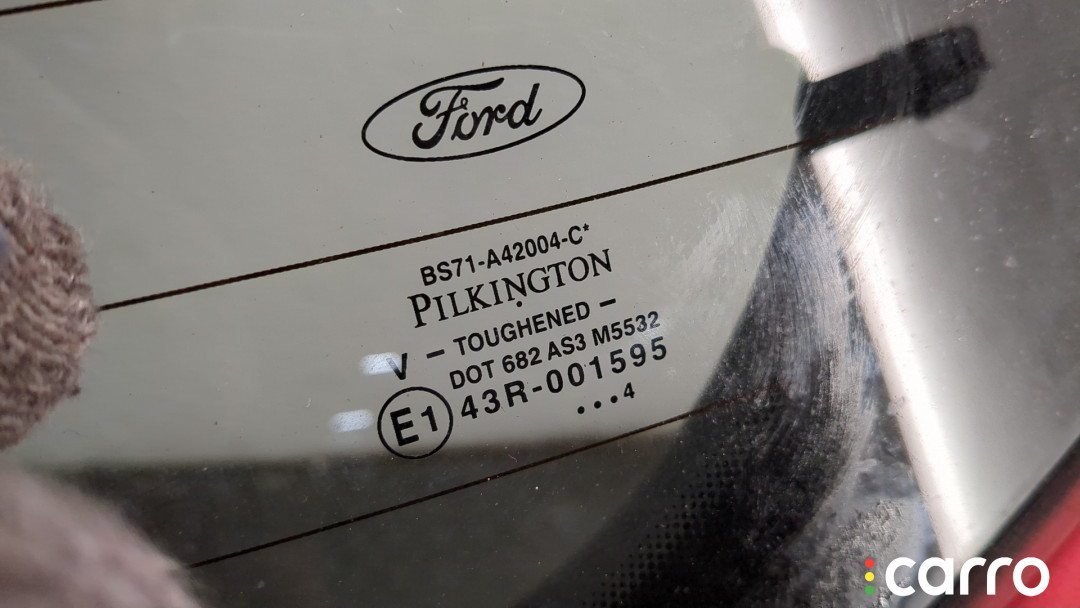 Ford
BS71-A42004-C*
PILKINGTON
V - TOUGHENED -
DOT 682 AS3 M5532
E1 43R-001595
...4
carro